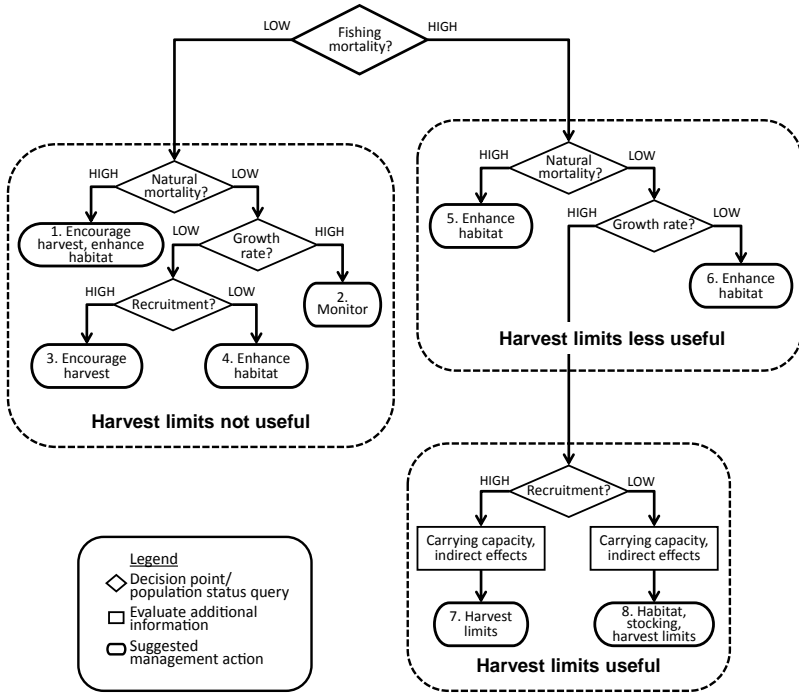 Fishing
mortality?
LOW
HIGH
Natural
mortality?
HIGH
LOW
1. Encourage
harvest, enhance
habitat
Growth
rate?
LOW
HIGH
2.
Monitor
Recruitment?
HIGH
LOW
3. Encourage
harvest
4. Enhance
habitat
Harvest limits not useful
Natural
mortality?
HIGH
LOW
5. Enhance
habitat
Growth rate?
HIGH
LOW
6. Enhance
habitat
Harvest limits less useful
Recruitment?
HIGH
LOW
Carrying capacity,
indirect effects
Carrying capacity,
indirect effects
7. Harvest
limits
8. Habitat,
stocking,
harvest limits
Harvest limits useful
Legend
Decision point/
population status query
Evaluate additional
information
Suggested
management action